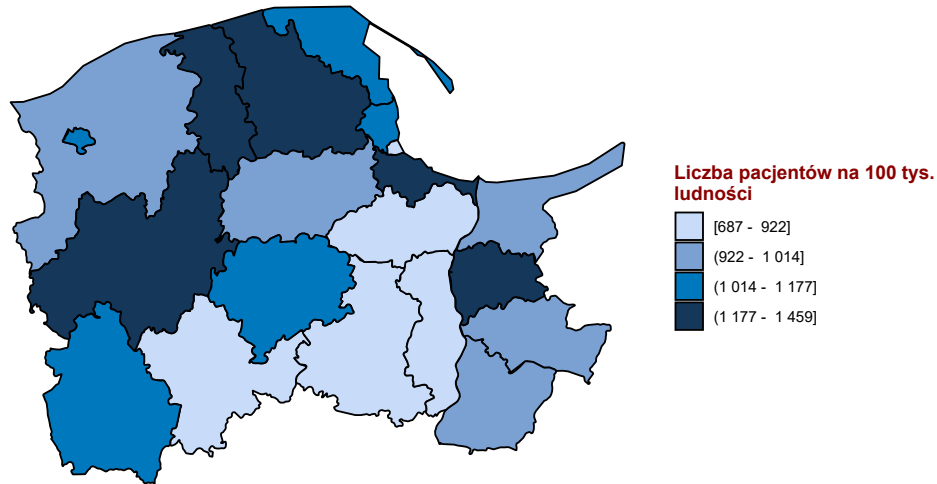 Liczba pacjentów na 100 tys.
ludności
[687 - 922]
(922 - 1 014]
(1 014 - 1 177]
(1 177 - 1 459]